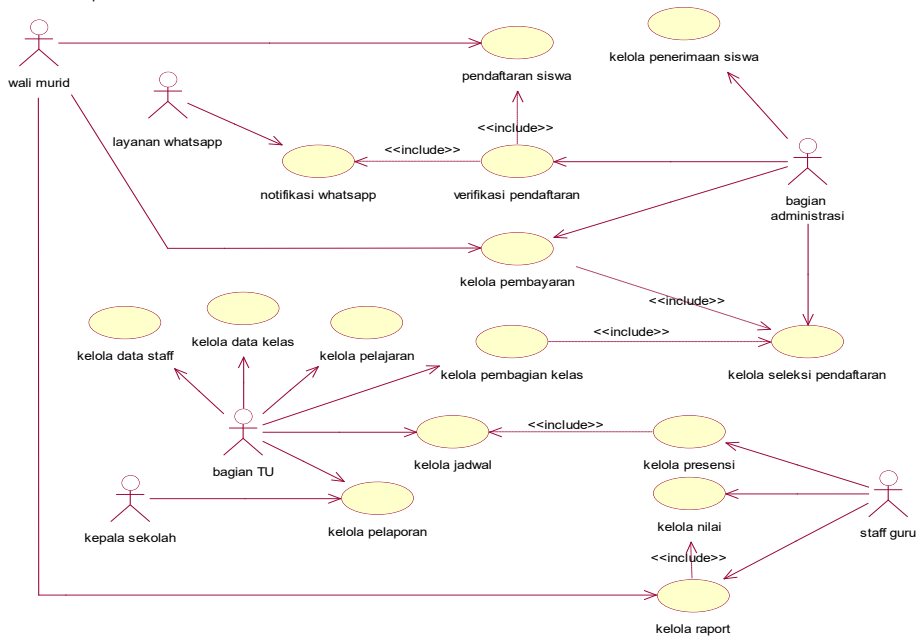 kelola penerimaan siswa
pendaftaran siswa
wali murid
<<include>>
layanan whatsapp
<<include>>
notifikasi whatsapp
verifikasi pendaftaran
bagian
administrasi
kelola pembayaran
<<include>>
kelola data staff
kelola data kelas
kelola pelajaran
<<include>>
kelola pembagian kelas
kelola seleksi pendaftaran
<<include>>
bagian TU
kelola jadwal
kelola presensi
kepala sekolah
kelola pelaporan
kelola nilai
staff guru
<<include>>
kelola raport